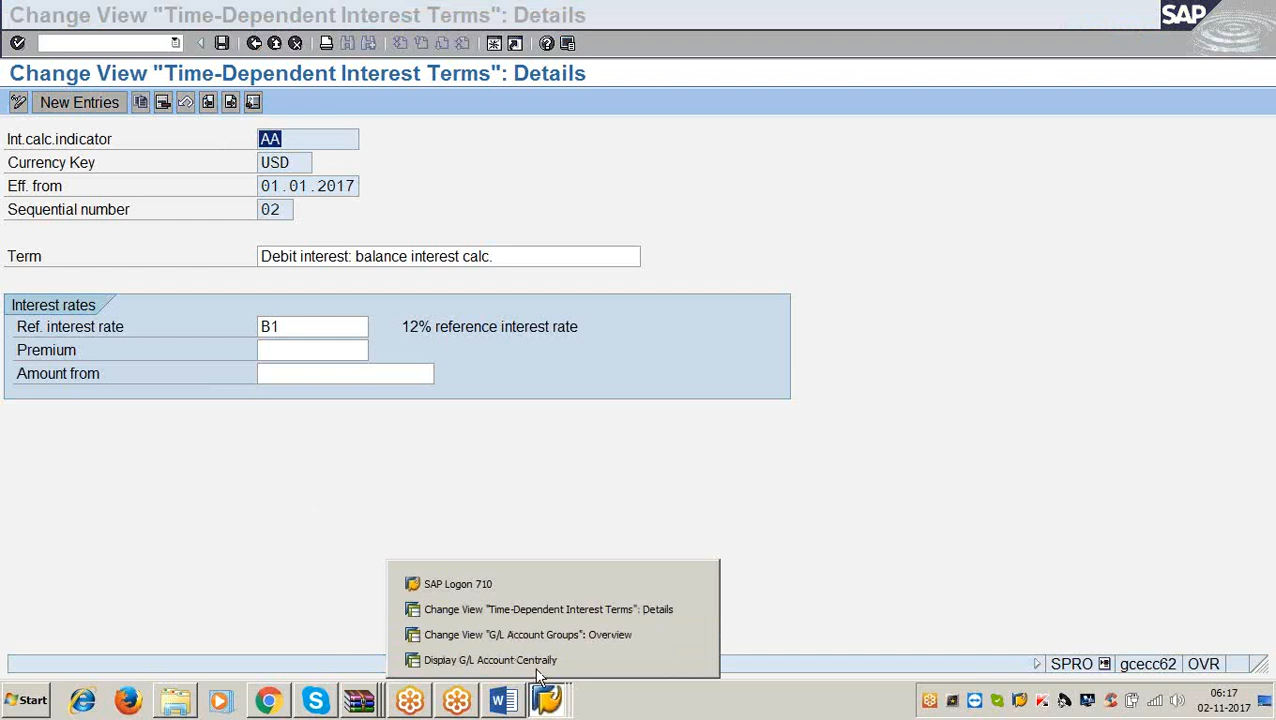 Change View "Time-Dependent Interest Terms": Details
SAP
Change View "Time-Dependent Interest Terms": Details
New Entries
Int.calc.indicator AA
Currency Key USD
Eff. from 01.01.2017
Sequential number 02
Term Debit interest: balance interest calc.
Interest rates
Ref. interest rate B1 12% reference interest rate
Premium
Amount from
SAP Logon 710
Change View "Time-Dependent Interest Terms": Details
Change View "G/L Account Groups": Overview
Display G/L Account Centrally
SPRO gcecc62 OVR
Start 06:17
02-11-2017